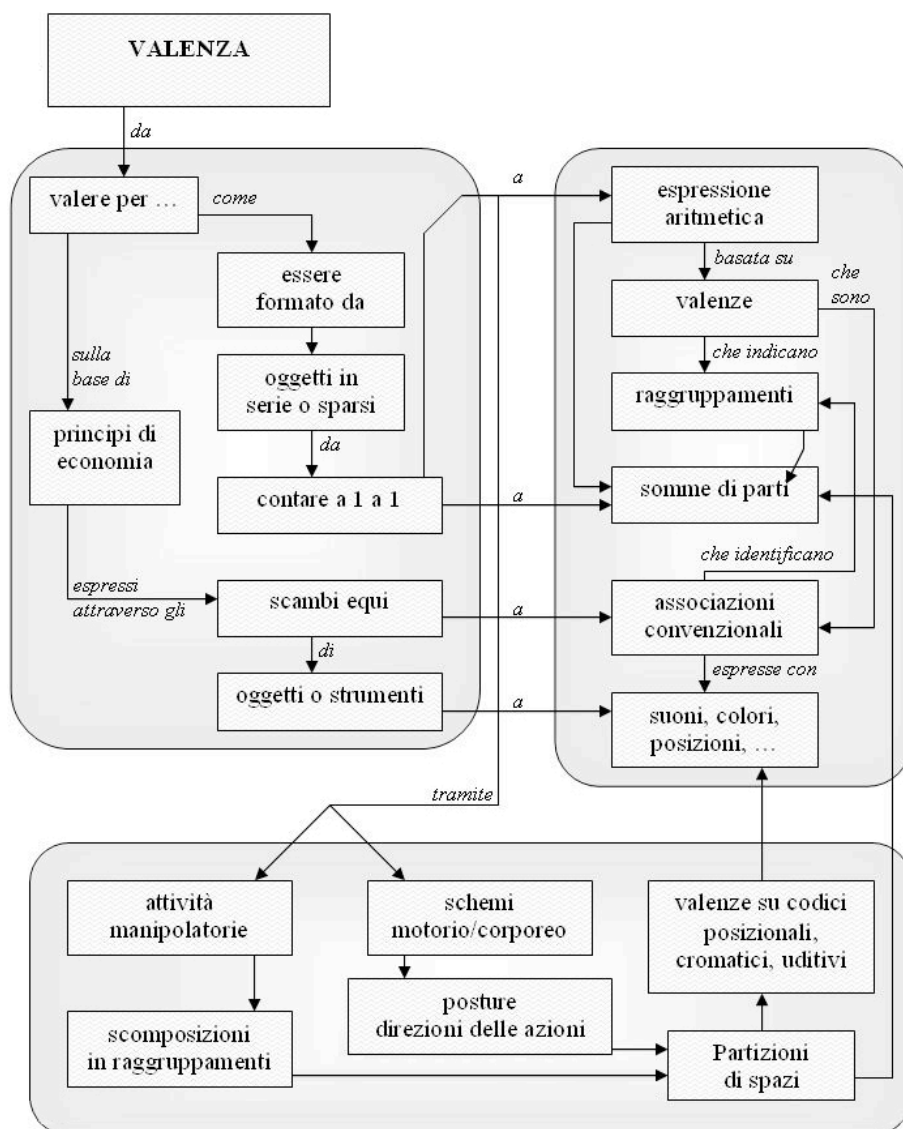 VALENZA
da
valere per ...
come
a
espressione
aritmetica
essere
formato da
basata su
che
sono
valenze
sulla
base di
che indicano
oggetti in
serie o sparsi
raggruppamenti
principi di
economia
da
contare a 1 a 1
a
somme di parti
che identificano
espressi
attraverso gli
scambi equi
a
associazioni
convenzionali
di
espresse con
oggetti o strumenti
a
suoni, colori,
posizioni, ...
tramite
attività
manipolatorie
schemi
motorio/corporeo
valenze su codici
posizionali,
cromatici, uditivi
posture
direzioni delle azioni
scomposizioni
in raggruppamenti
Partizioni
di spazi